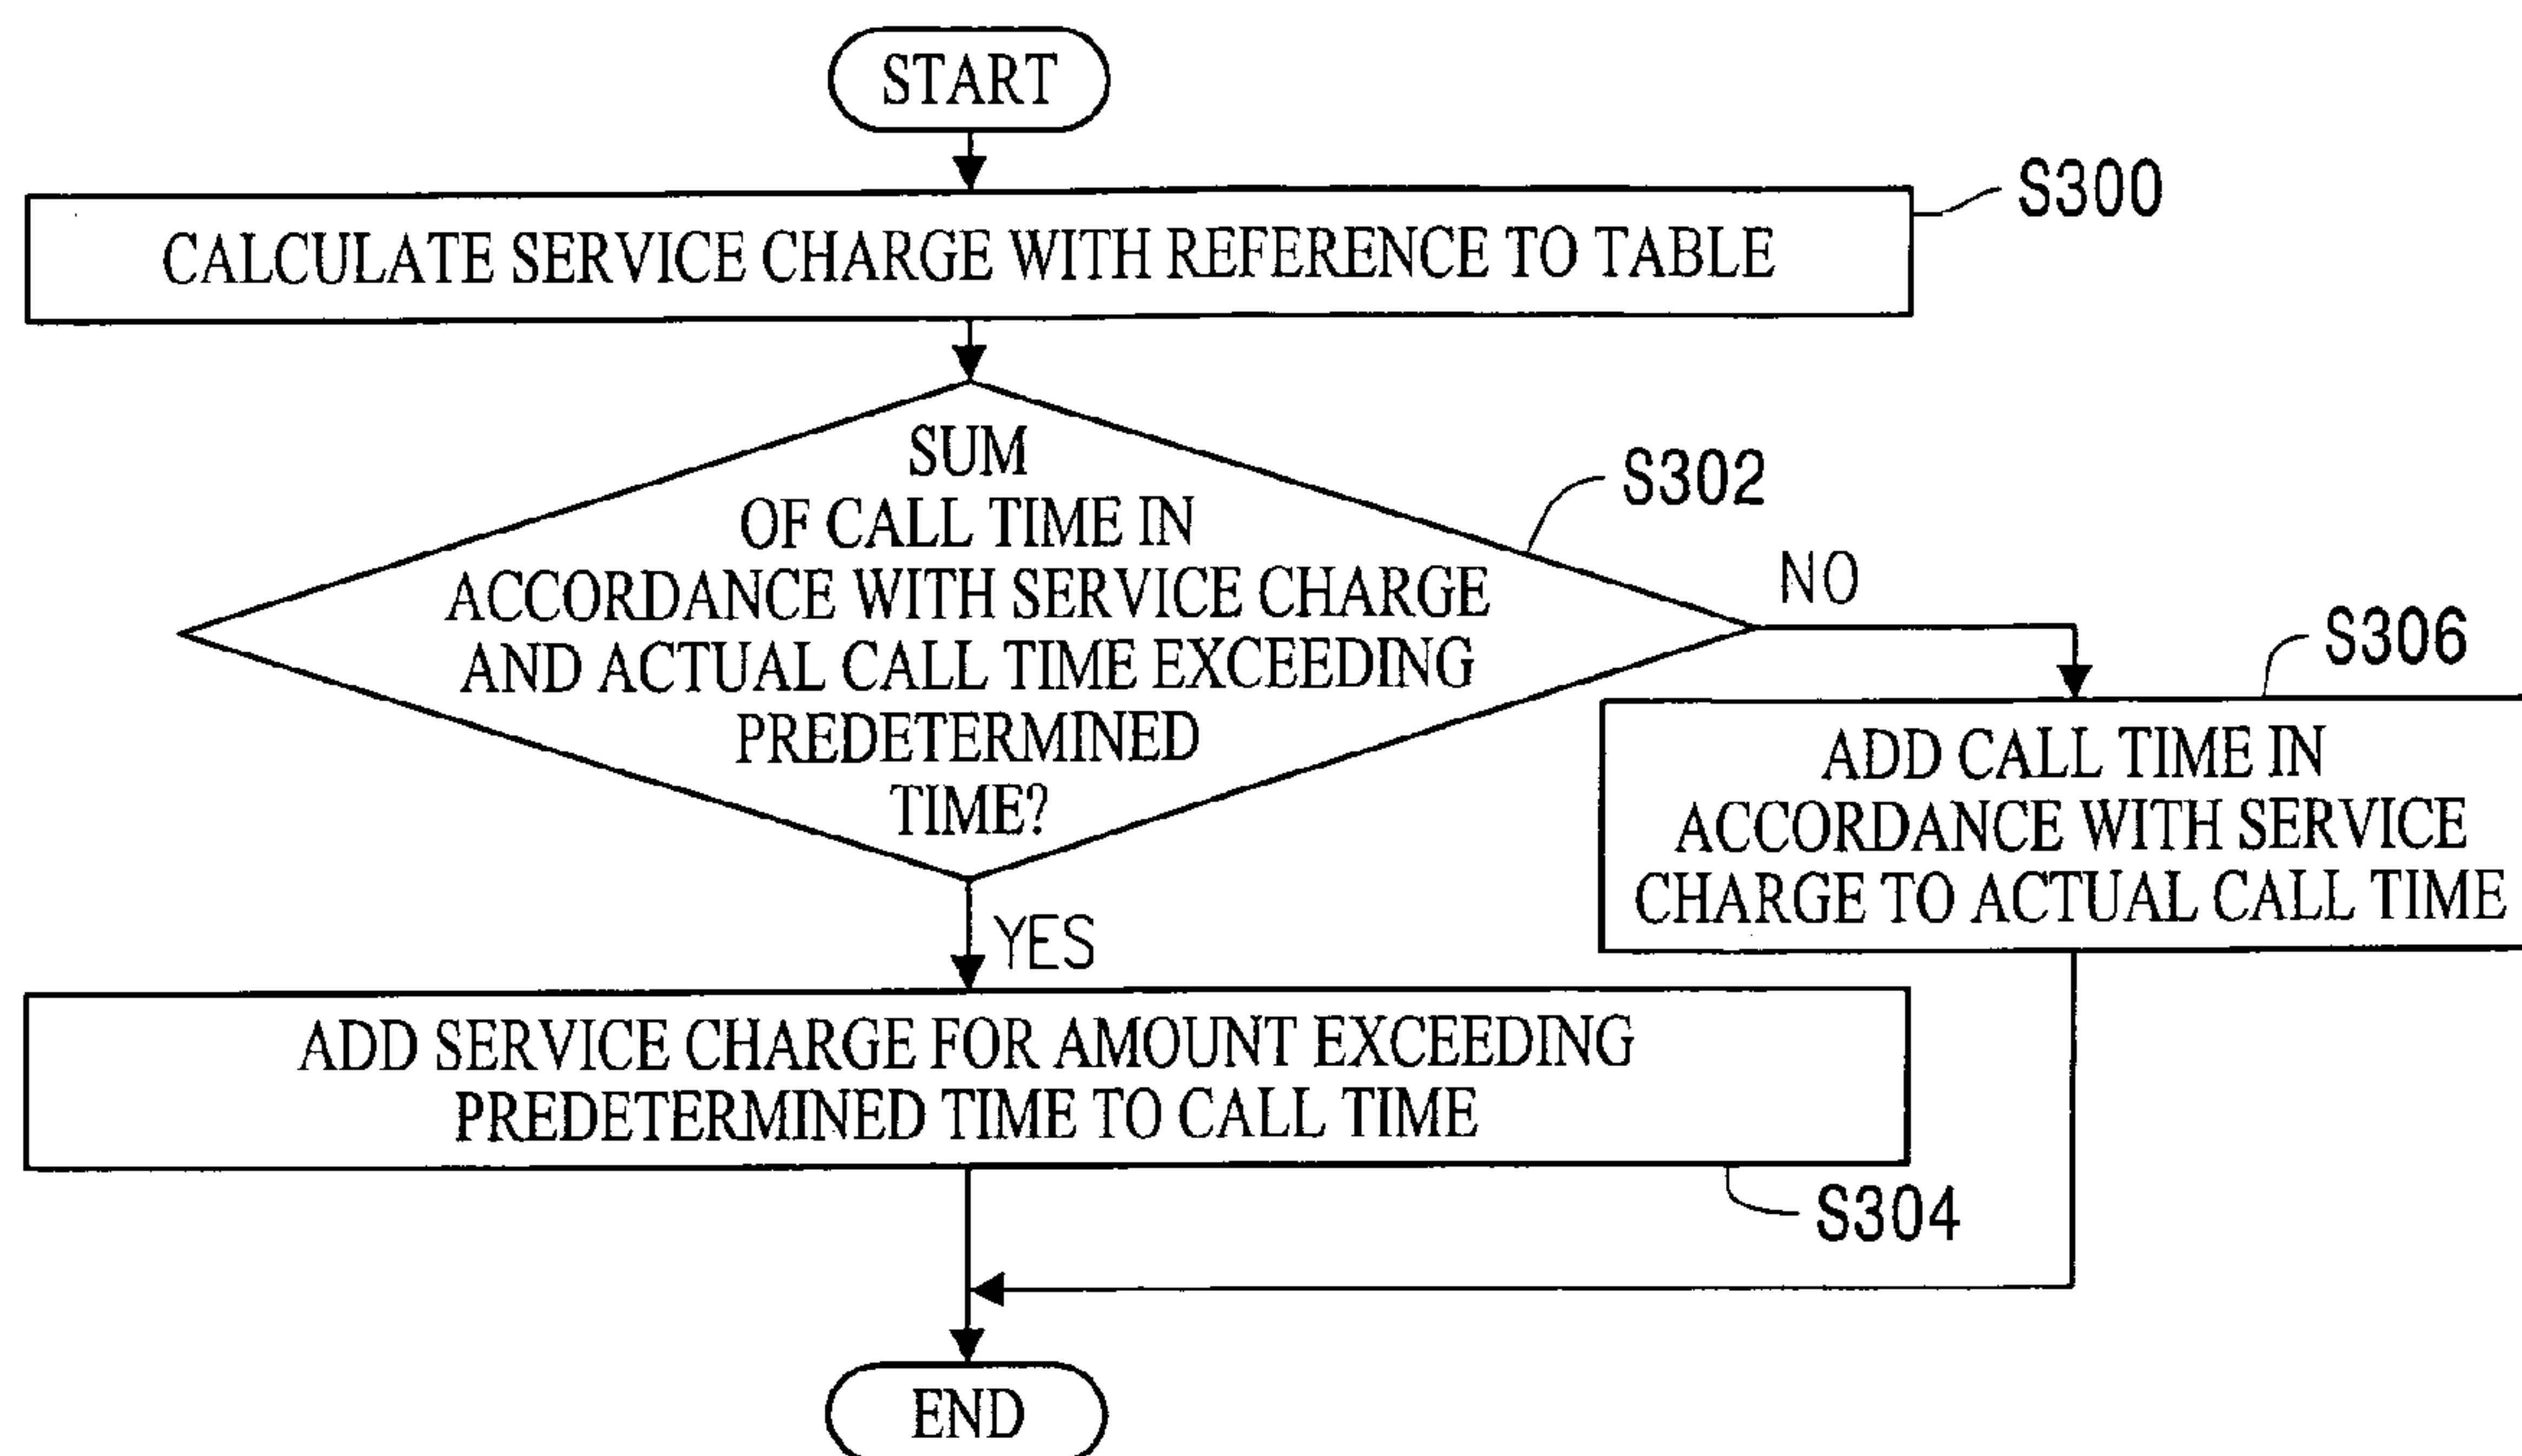 START
S300
CALCULATE SERVICE CHARGE WITH REFERENCE TO TABLE
SUM
OF CALL TIME IN
ACCORDANCE WITH SERVICE CHARGE
AND ACTUAL CALL TIME EXCEEDING
PREDETERMINED
TIME?
S302
NO
S306
ADD CALL TIME IN
ACCORDANCE WITH SERVICE
CHARGE TO ACTUAL CALL TIME
YES
ADD SERVICE CHARGE FOR AMOUNT EXCEEDING
PREDETERMINED TIME TO CALL TIME
S304
END